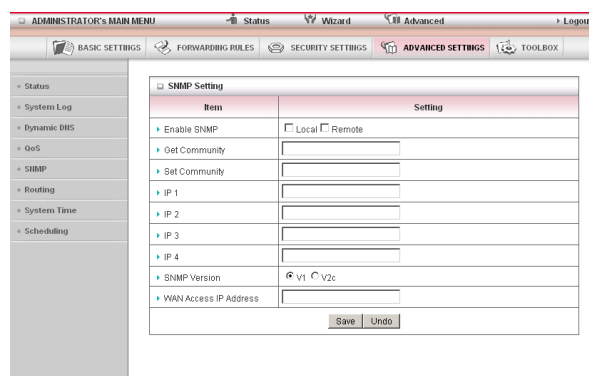 ADMINISTRATOR's MAIN MENU Status Wizard Advanced Logou
BASIC SETTINGS FORWARDING RULES SECURITY SETTINGS ADVANCED SETTINGS TOOLBOX
Status
System Log
Dynamic DNS
QoS
SNMP
Routing
System Time
Scheduling
SNMP Setting
Item Setting
Enable SNMP Local Remote
Get Community
Set Community
IP 1
IP 2
IP 3
IP 4
SNMP Version V1 V2c
WAN Access IP Address
Save Undo